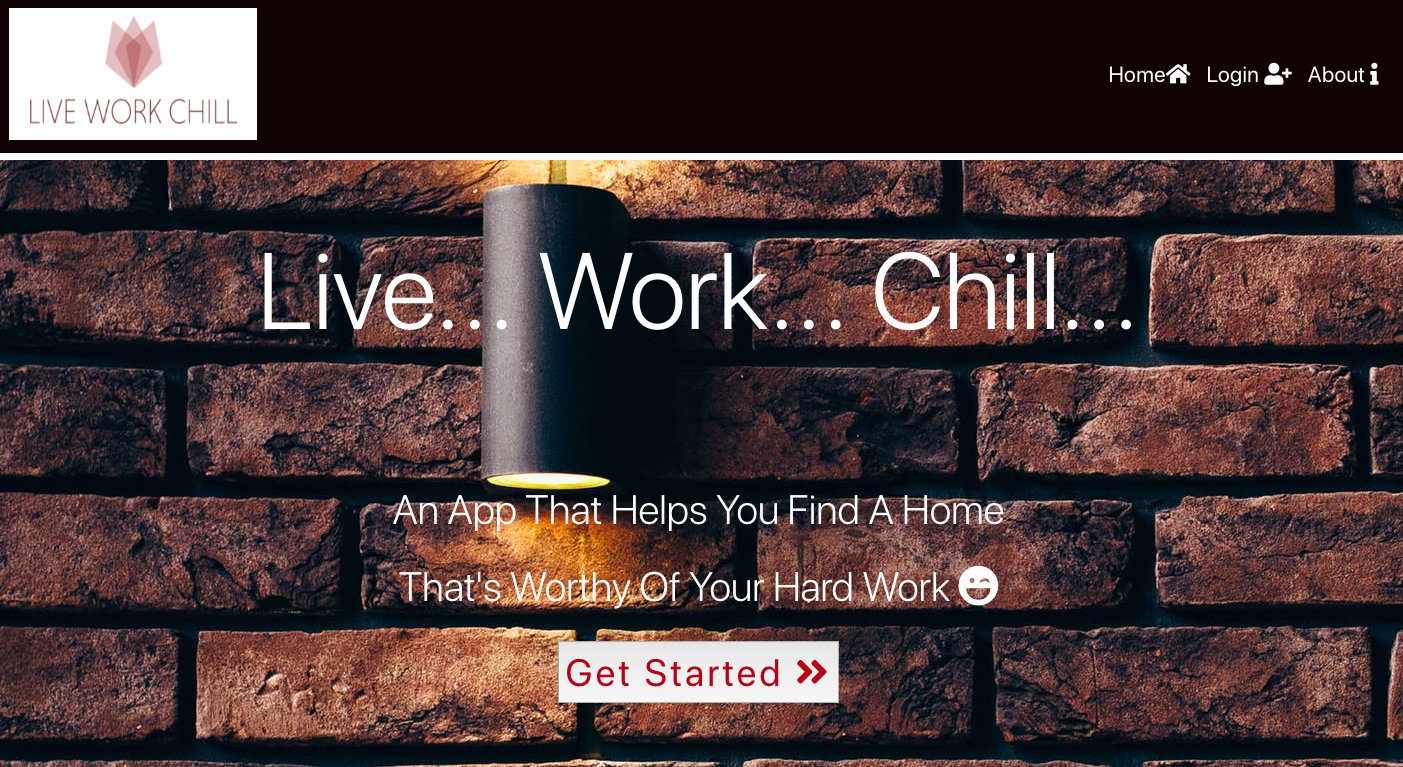 LIVE WORK CHILL
Home Login About
Live... Work... Chill...
An App That Helps You Find A Home
That's Worthy Of Your Hard Work
Get Started